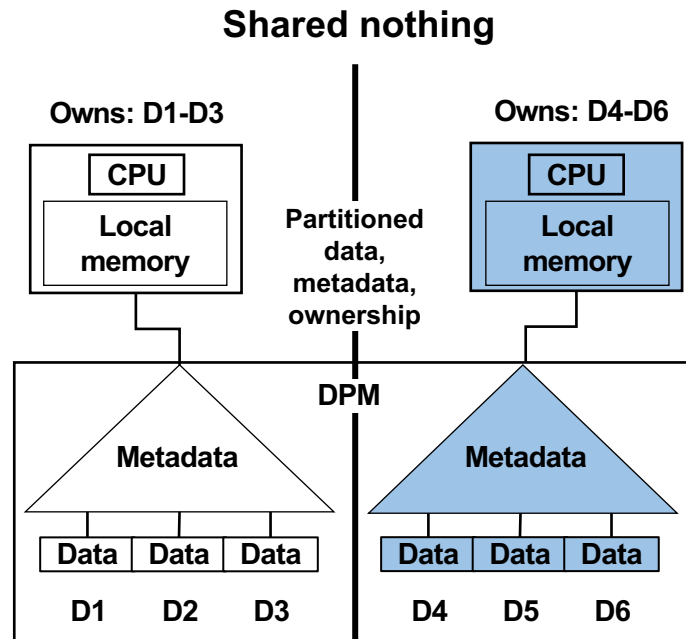 Shared nothing
Owns: D1-D3
Owns: D4-D6
CPU
Local
memory
Partitioned
data,
metadata,
ownership
CPU
Local
memory
DPM
Metadata
Metadata
Data Data Data
Data Data Data
D1 D2 D3
D4 D5 D6